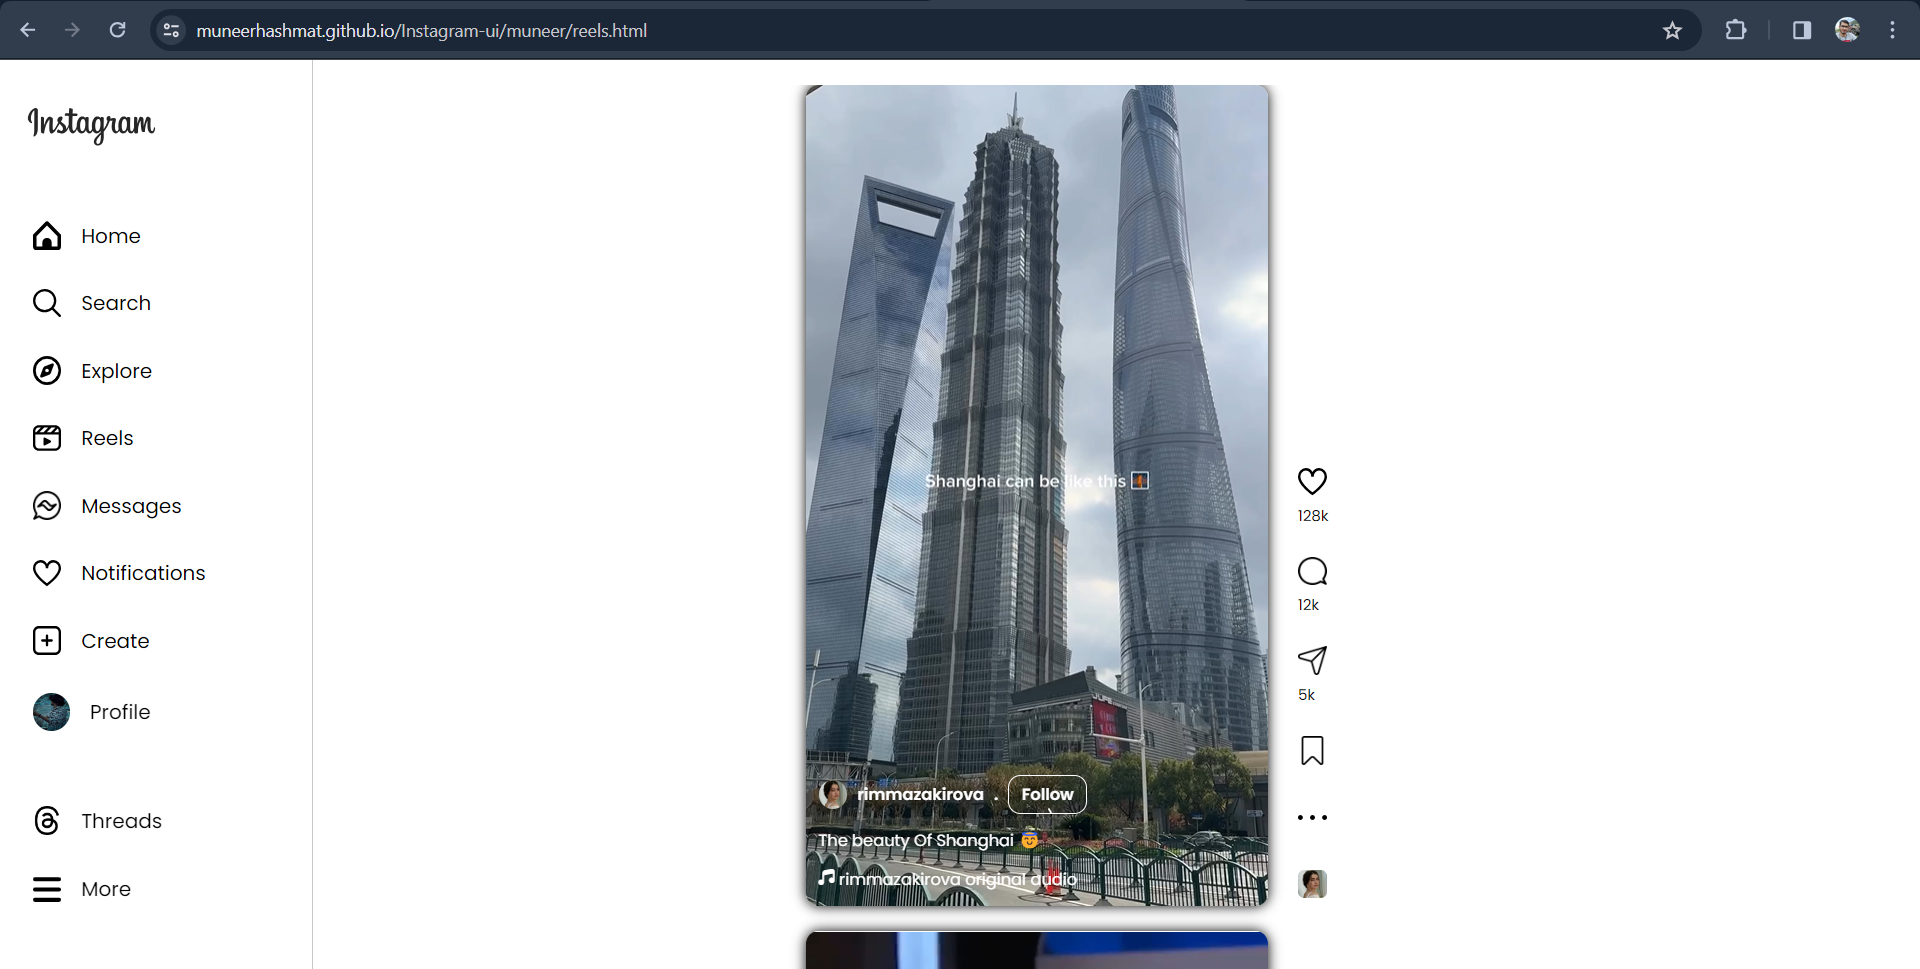 muneerhashmat.github.io/Instagram-ui/muneer/reels.html
Instagram
Home
Search
Explore
Reels
Messages
Notifications
Create
Profile
Threads
More
Shanghai can be like this
rimmazakirova . Follow
The beauty Of Shanghai 😇
rimmazakirova original audio
128k
12k
5k